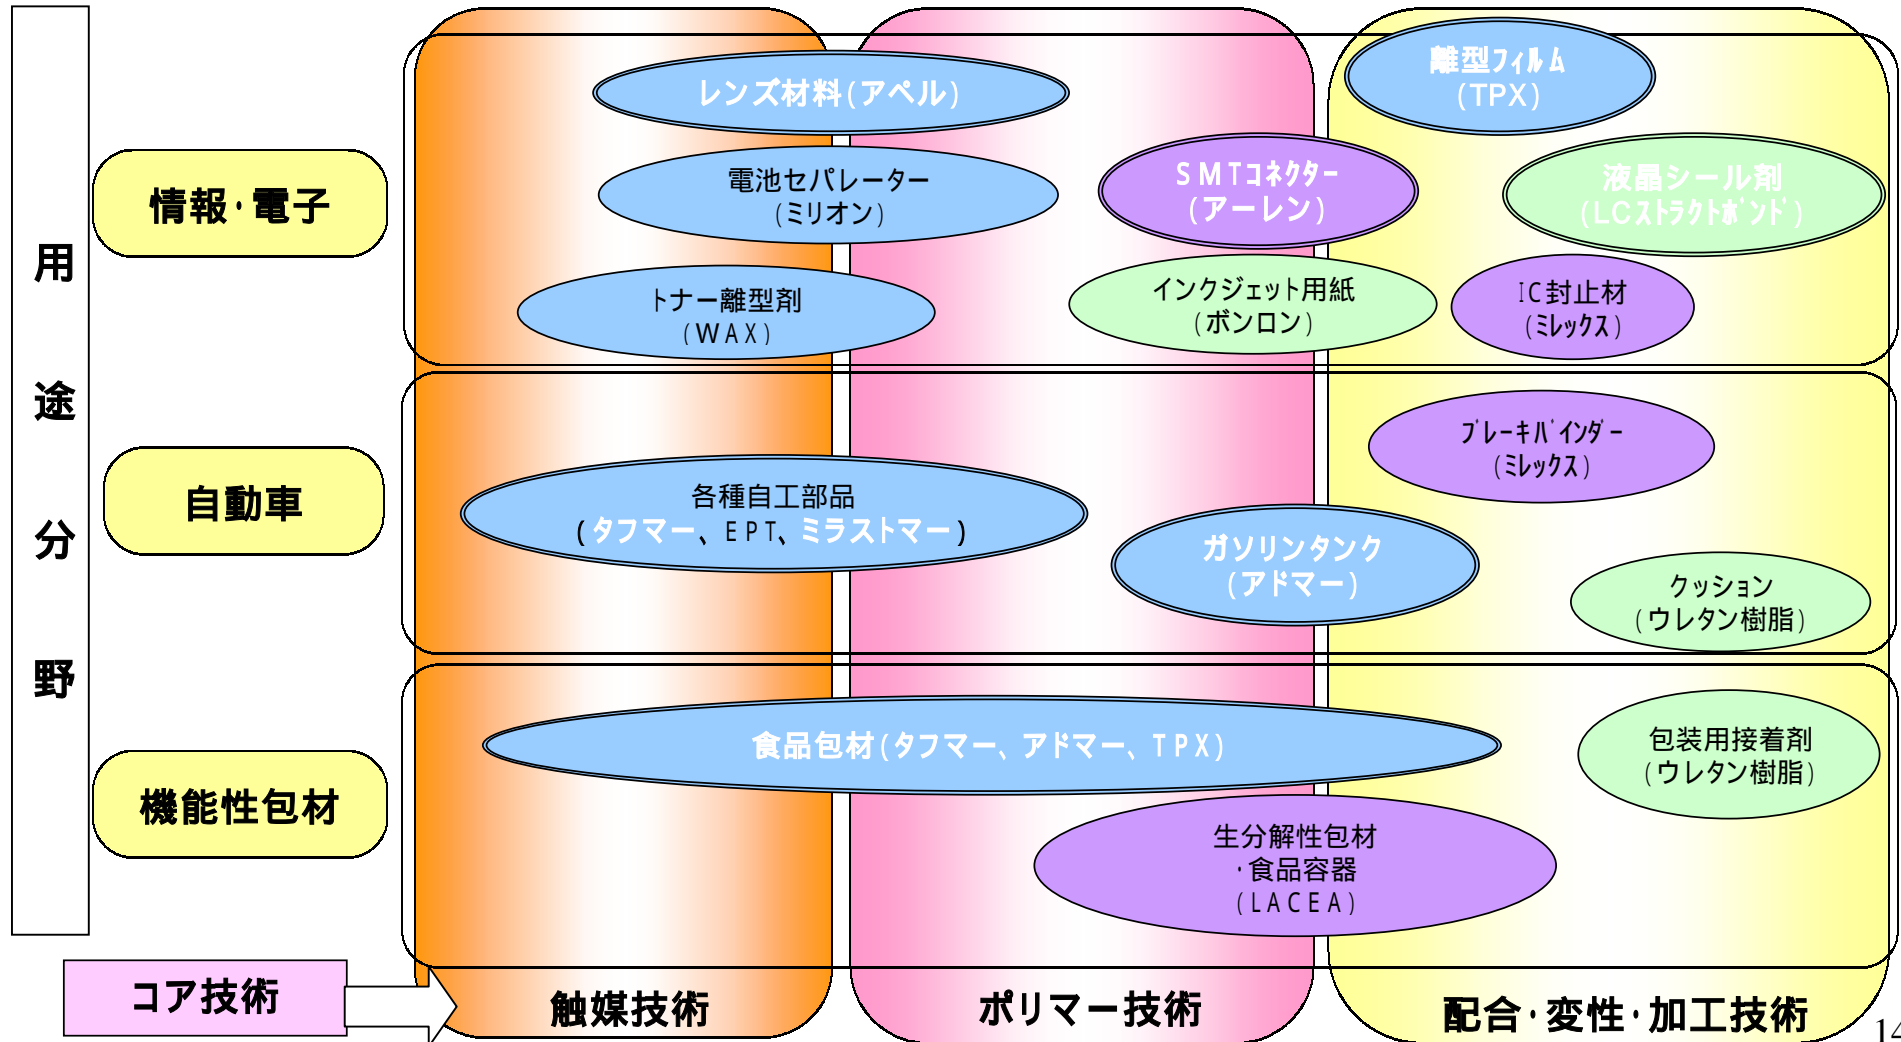 用途分野
情報・電子
レンズ材料(アペル)
離型フィルム
(TPX)
電池セパレーター
(ミリオン)
SMTコネクター
(アーレン)
液晶シール剤
(LCストラクトボンド)
トナー離型剤
(WAX)
インクジェット用紙
(ボンロン)
IC封止材
(ミレックス)
自動車
ブレーキバインダー
(ミレックス)
各種自工部品
(タフマー、EPT、ミラストマー)
ガソリンタンク
(アドマー)
クッション
(ウレタン樹脂)
機能性包材
食品包材(タフマー、アドマー、TPX)
包装用接着剤
(ウレタン樹脂)
生分解性包材
・食品容器
(LACEA)
コア技術
触媒技術
ポリマー技術
配合・変性・加工技術
14